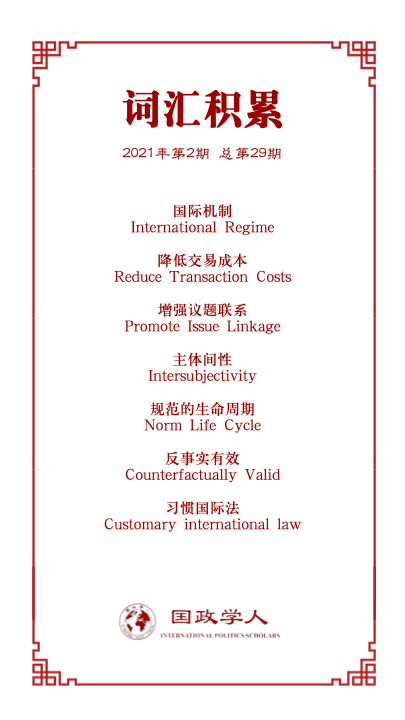 词汇积累
2021年第2期 总第29期
国际机制
International Regime
降低交易成本
Reduce Transaction Costs
增强议题联系
Promote Issue Linkage
主体间性
Intersubjectivity
规范的生命周期
Norm Life Cycle
反事实有效
Counterfactually Valid
习惯国际法
Customary international law
国政学人
INTERNATIONAL POLITICS SCHOLARS